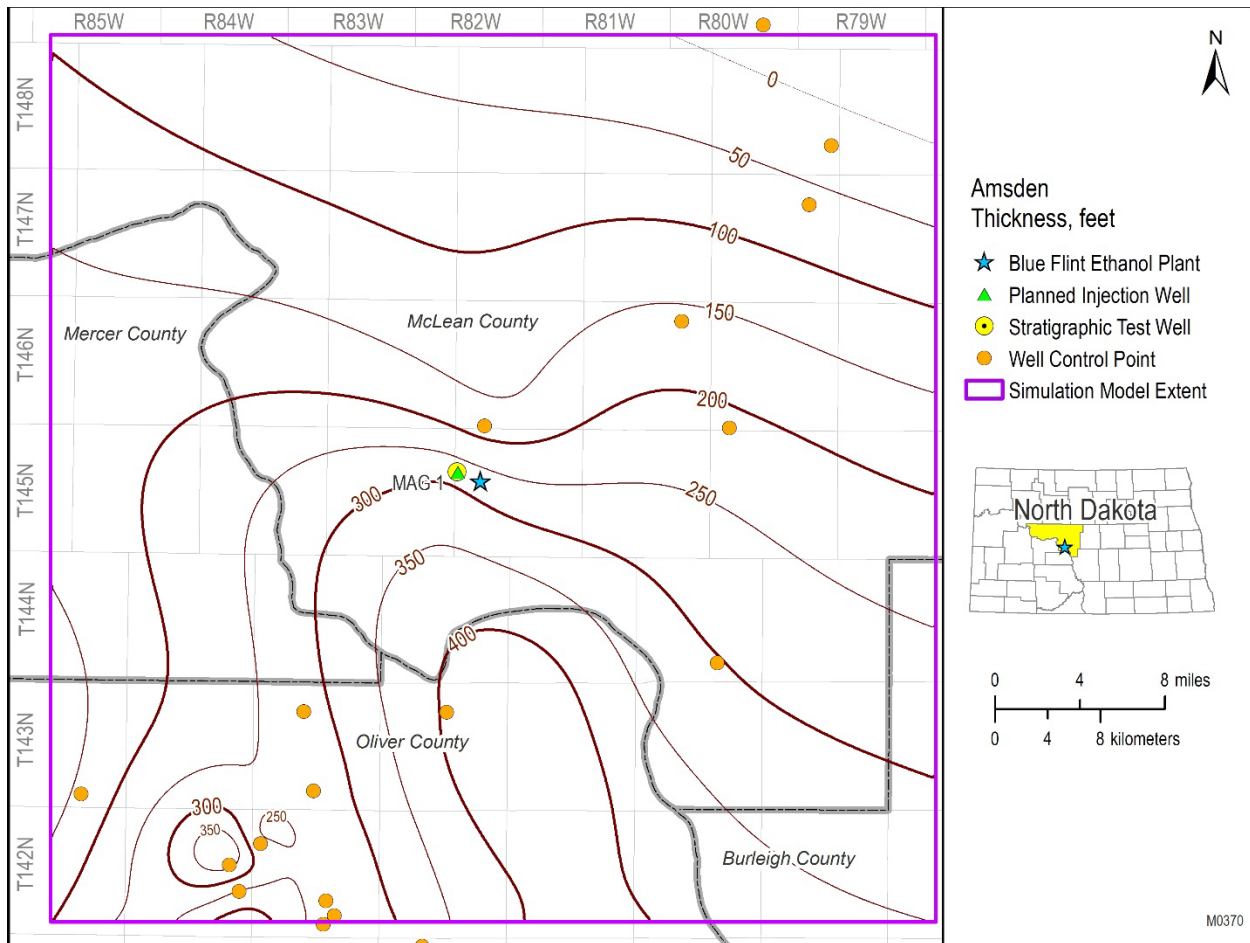 R85W R84W R83W R82W R81W R80W R79W
T148N
T147N
T146N
T145N
T144N
T143N
T142N
0
50
100
150
200
250
300
350
400
300
350
250
Mercer County
McLean County
MAG 1
Oliver County
Burleigh County
N
Amsden
Thickness, feet
Blue Flint Ethanol Plant
Planned Injection Well
Stratigraphic Test Well
Well Control Point
Simulation Model Extent
North Dakota
0 4 8 miles
0 4 8 kilometers
M0370